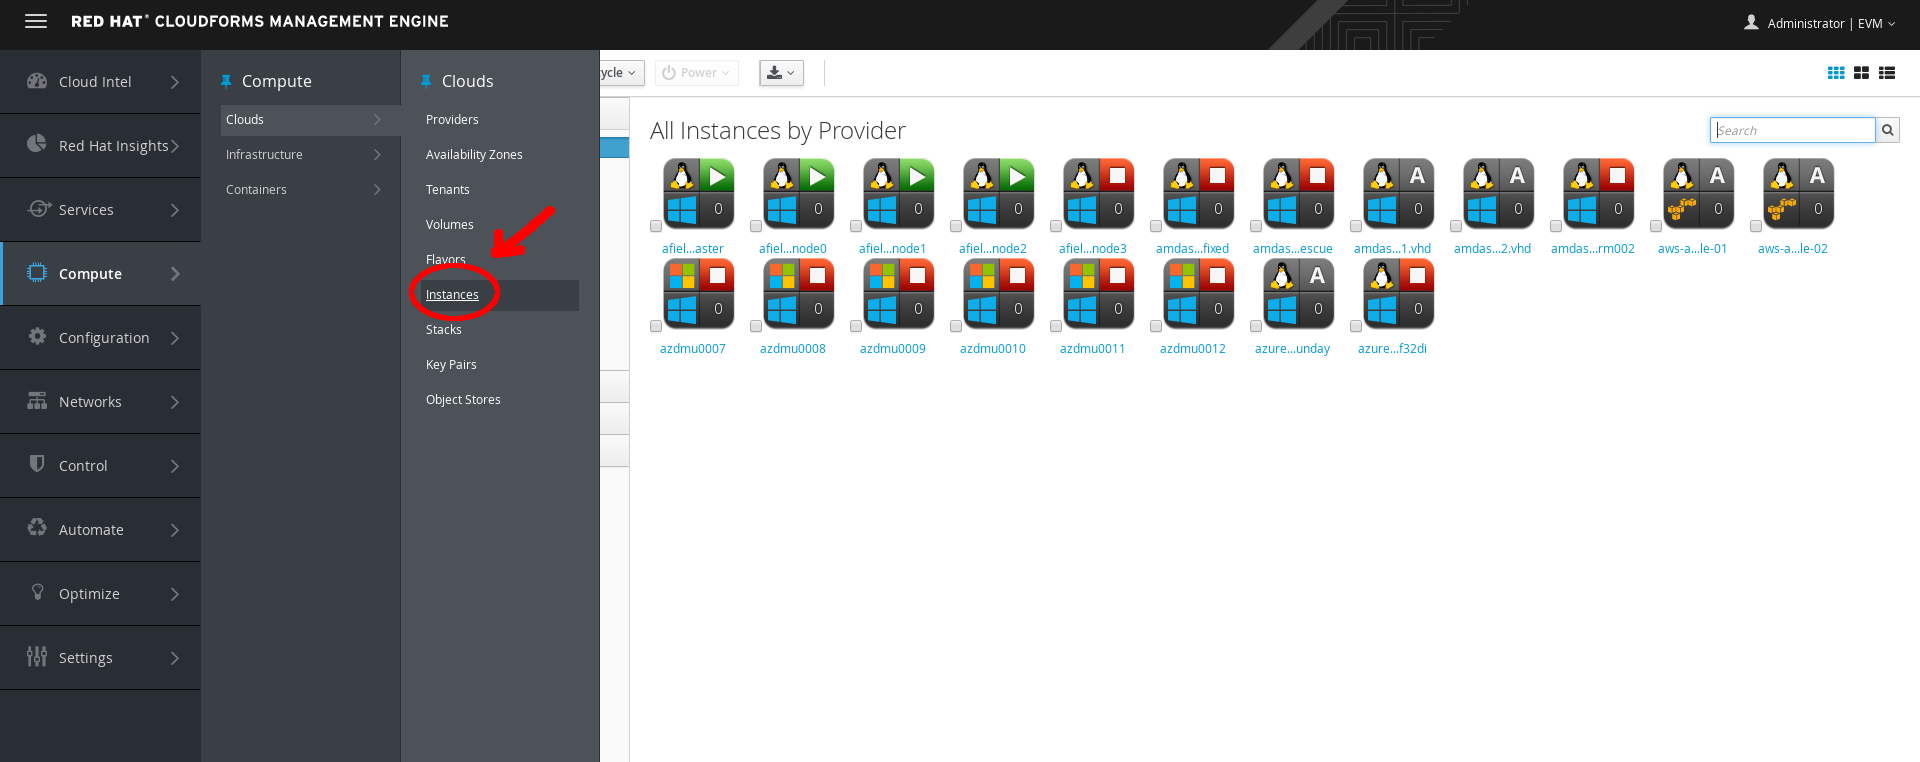 RED HAT® CLOUDFORMS MANAGEMENT ENGINE
Administrator | EVM
Cloud Intel
Red Hat Insights
Services
Compute
Configuration
Networks
Control
Automate
Optimize
Settings
Compute
Clouds
Infrastructure
Containers
Clouds
Providers
Availability Zones
Tenants
Volumes
Flavors
Instances
Stacks
Key Pairs
Object Stores
ycle
Power
All Instances by Provider
Search
0 0 0 0 0 0 0 A 0 A 0 0 A 0 A 0
afiel...aster afiel...node0 afiel...node1 afiel...node2 afiel...node3 amdas...fixed amdas...escue amdas...1.vhd amdas...2.vhd amdas...rm002 aws-a...le-01 aws-a...le-02
0 0 0 0 0 0 A 0 0
azdmu0007 azdmu0008 azdmu0009 azdmu0010 azdmu0011 azdmu0012 azure...unday azure...f32di